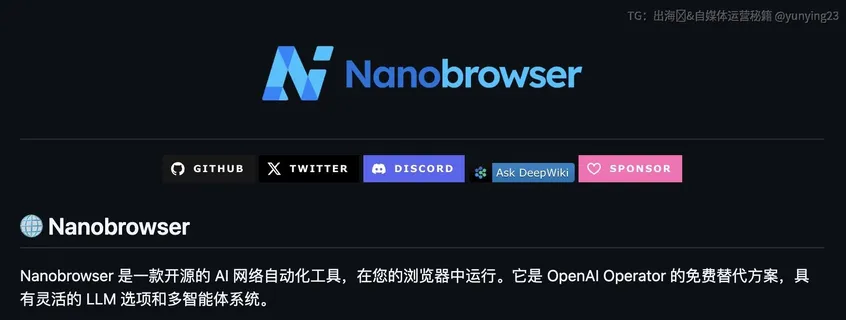 TG：出海&自媒体运营秘籍 @yunying23
Nanobrowser
GITHUB
TWITTER
DISCORD
Ask DeepWiki
SPONSOR
Nanobrowser
Nanobrowser 是一款开源的 AI 网络自动化工具，在您的浏览器中运行。它是 OpenAI Operator 的免费替代方案，具
有灵活的 LLM 选项和多智能体系统。